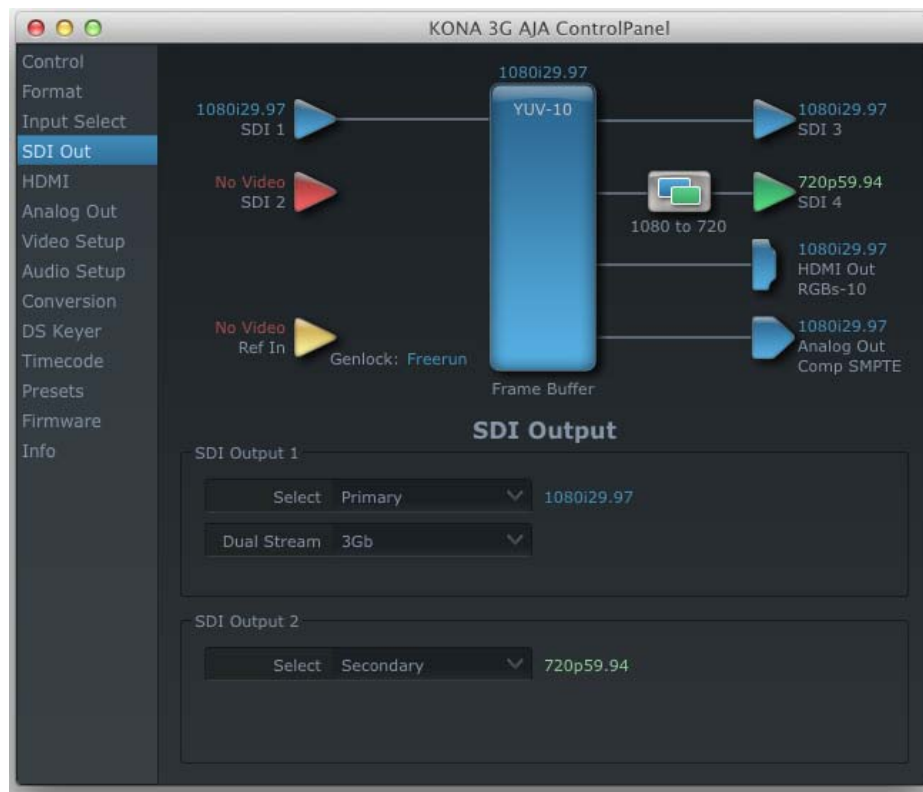 KONA 3G AJA ControlPanel
Control
Format
Input Select
SDI Out
HDMI
Analog Out
Video Setup
Audio Setup
Conversion
DS Keyer
Timecode
Presets
Firmware
Info
1080i29.97
YUV-10
1080i29.97
SDI 1
No Video
SDI 2
No Video
Ref In
Genlock: Freerun
Frame Buffer
1080i29.97
SDI 3
1080 to 720
720p59.94
SDI 4
1080i29.97
HDMI Out
RGBs-10
1080i29.97
Analog Out
Comp SMPTE
SDI Output
SDI Output 1
Select Primary 1080i29.97
Dual Stream 3Gb
SDI Output 2
Select Secondary 720p59.94